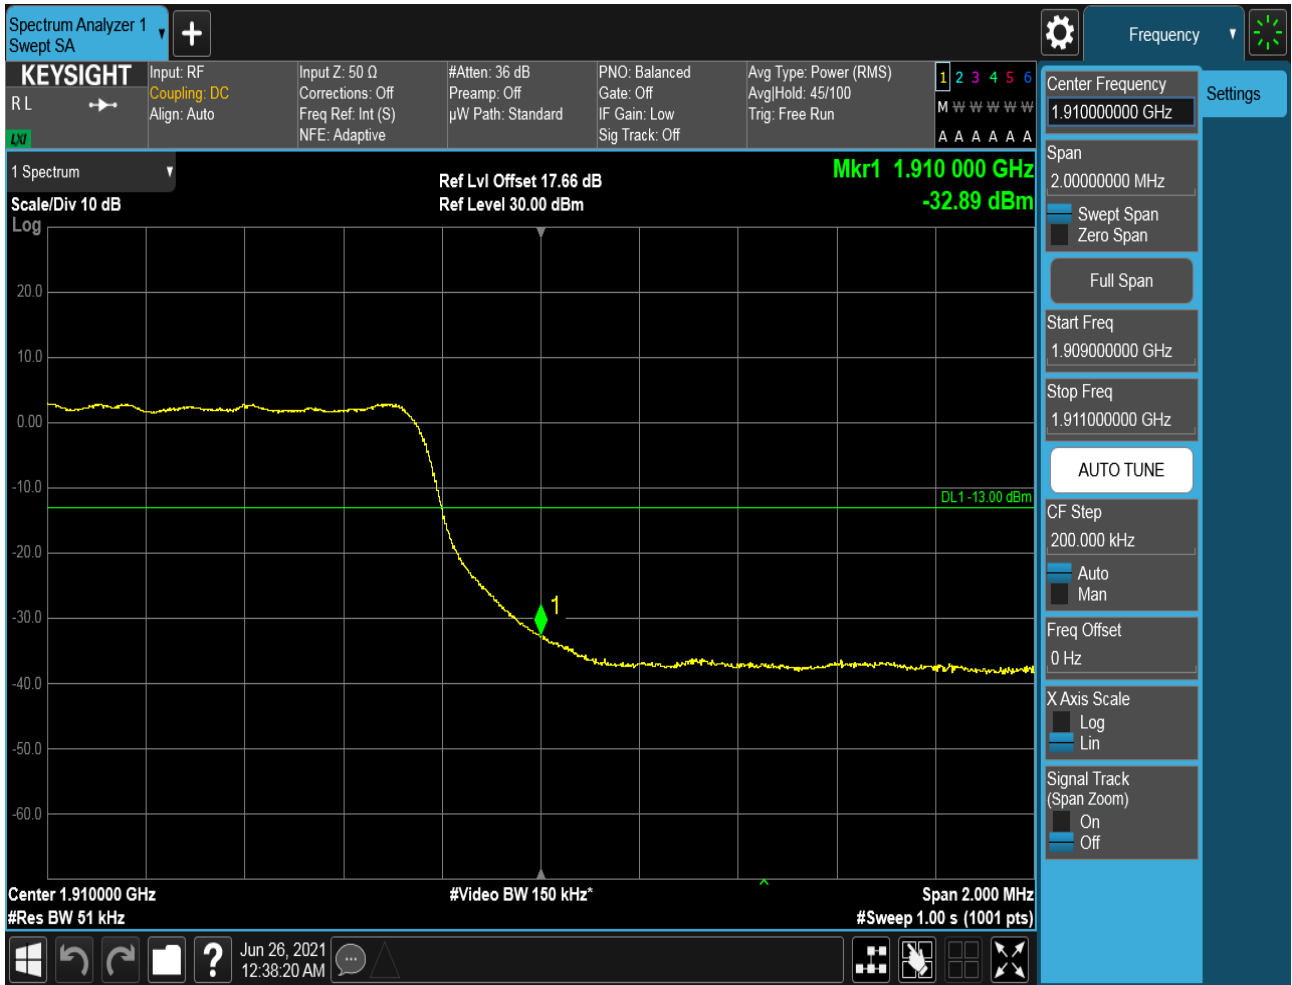 Spectrum Analyzer 1
Swept SA
Frequency
KEYSIGHT
R L
LXI
Input: RF
Coupling: DC
Align: Auto
Input Z: 50 Ω
Corrections: Off
Freq Ref: Int (S)
NFE: Adaptive
#Atten: 36 dB
Preamp: Off
µW Path: Standard
PNO: Balanced
Gate: Off
IF Gain: Low
Sig Track: Off
Avg Type: Power (RMS)
Avg|Hold: 45/100
Trig: Free Run
1 2 3 4 5 6
M W W W W W
A A A A A A
1 Spectrum
Scale/Div 10 dB
Log
Ref Lvl Offset 17.66 dB
Ref Level 30.00 dBm
Mkr1 1.910 000 GHz
-32.89 dBm
20.0
10.0
0.00
-10.0
-20.0
-30.0
-40.0
-50.0
-60.0
DL1 -13.00 dBm
1
Center 1.910000 GHz
#Res BW 51 kHz
#Video BW 150 kHz*
Span 2.000 MHz
#Sweep 1.00 s (1001 pts)
Jun 26, 2021
12:38:20 AM
Center Frequency
1.910000000 GHz
Settings
Span
2.00000000 MHz
Swept Span
Zero Span
Full Span
Start Freq
1.909000000 GHz
Stop Freq
1.911000000 GHz
AUTO TUNE
CF Step
200.000 kHz
Auto
Man
Freq Offset
0 Hz
X Axis Scale
Log
Lin
Signal Track
(Span Zoom)
On
Off